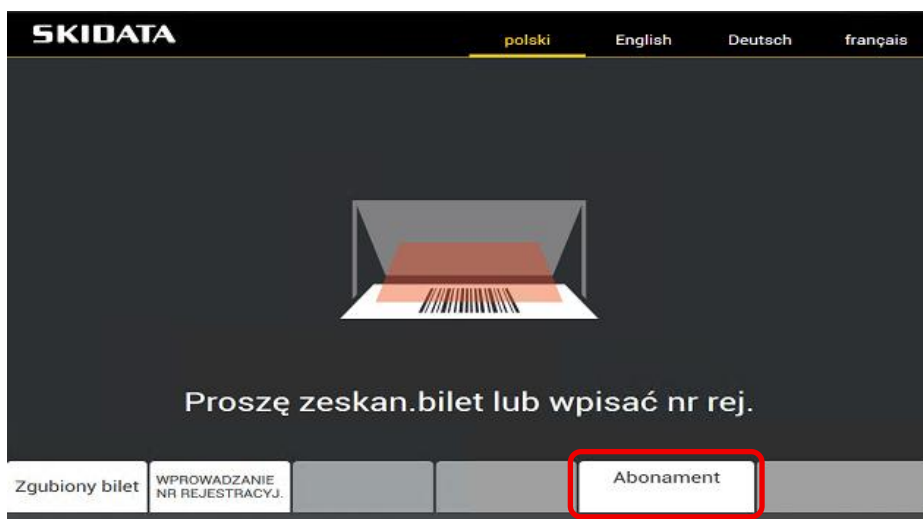 SKIDATA
polski English Deutsch français
Proszę zeskan.bilet lub wpisać nr rej.
Zgubiony bilet
WPROWADZANIE
NR REJESTRACYJ.
Abonament